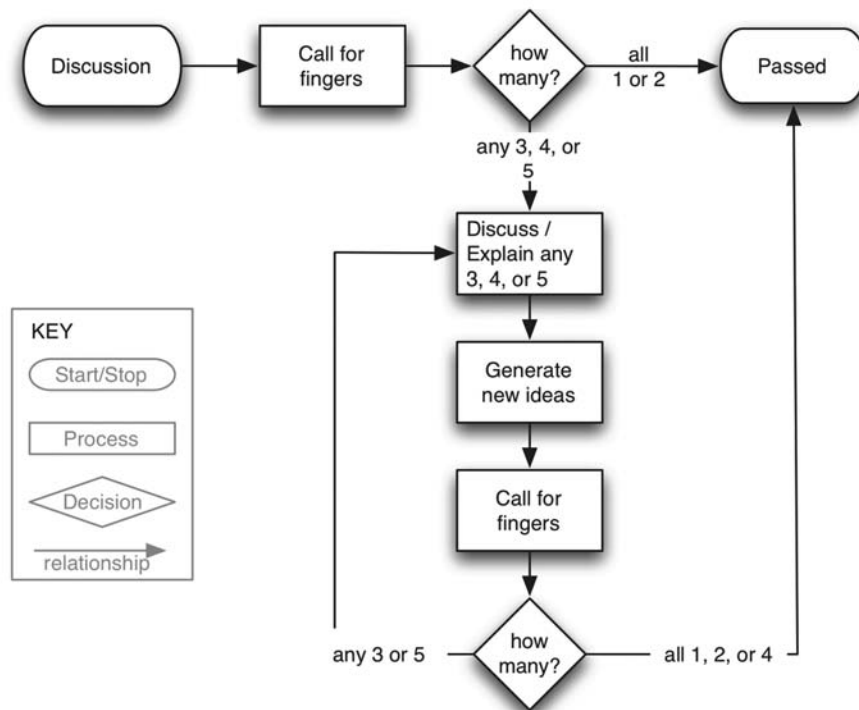 Discussion
Call for
fingers
how
many?
all
1 or 2
Passed
any 3, 4, or
5
Discuss /
Explain any
3, 4, or 5
Generate
new ideas
Call for
fingers
how
many?
any 3 or 5
all 1, 2, or 4
KEY
Start/Stop
Process
Decision
relationship